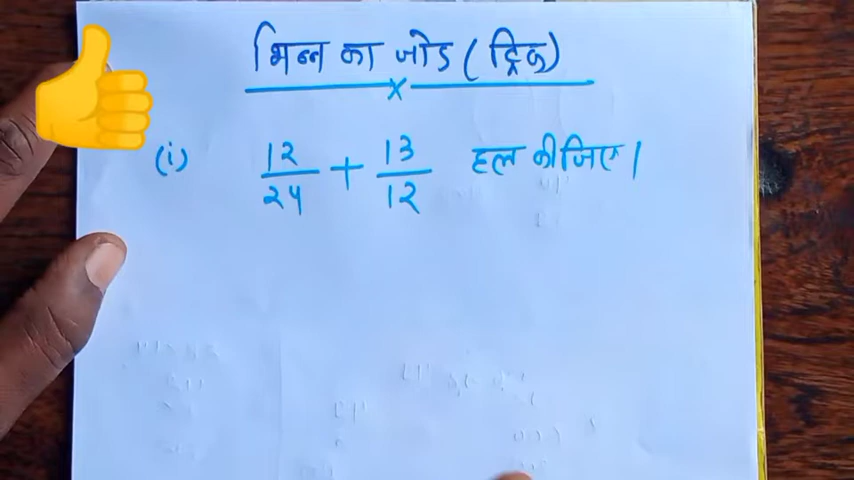 भिन्न का जोड (ट्रिक)
(i) 12/24 + 13/12 हल कीजिए।